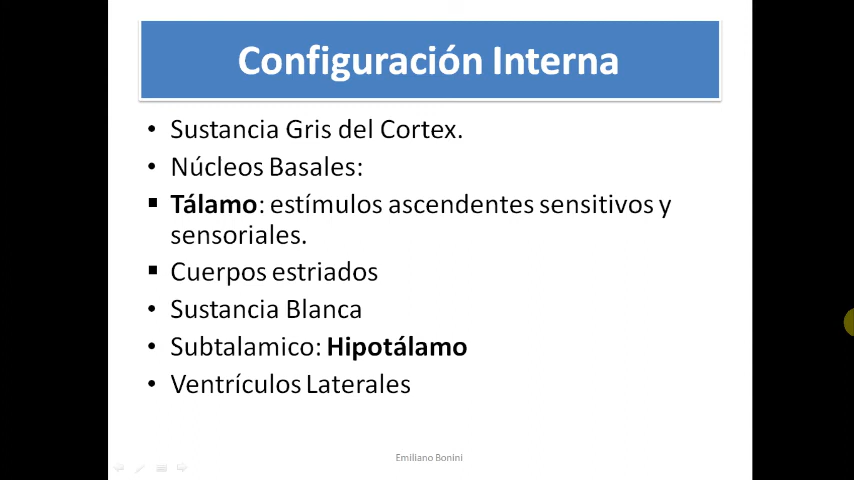 Configuración Interna
• Sustancia Gris del Cortex.
• Núcleos Basales:
▪ Tálamo: estímulos ascendentes sensitivos y
sensoriales.
▪ Cuerpos estriados
• Sustancia Blanca
• Subtalamico: Hipotálamo
• Ventrículos Laterales
Emiliano Bonini